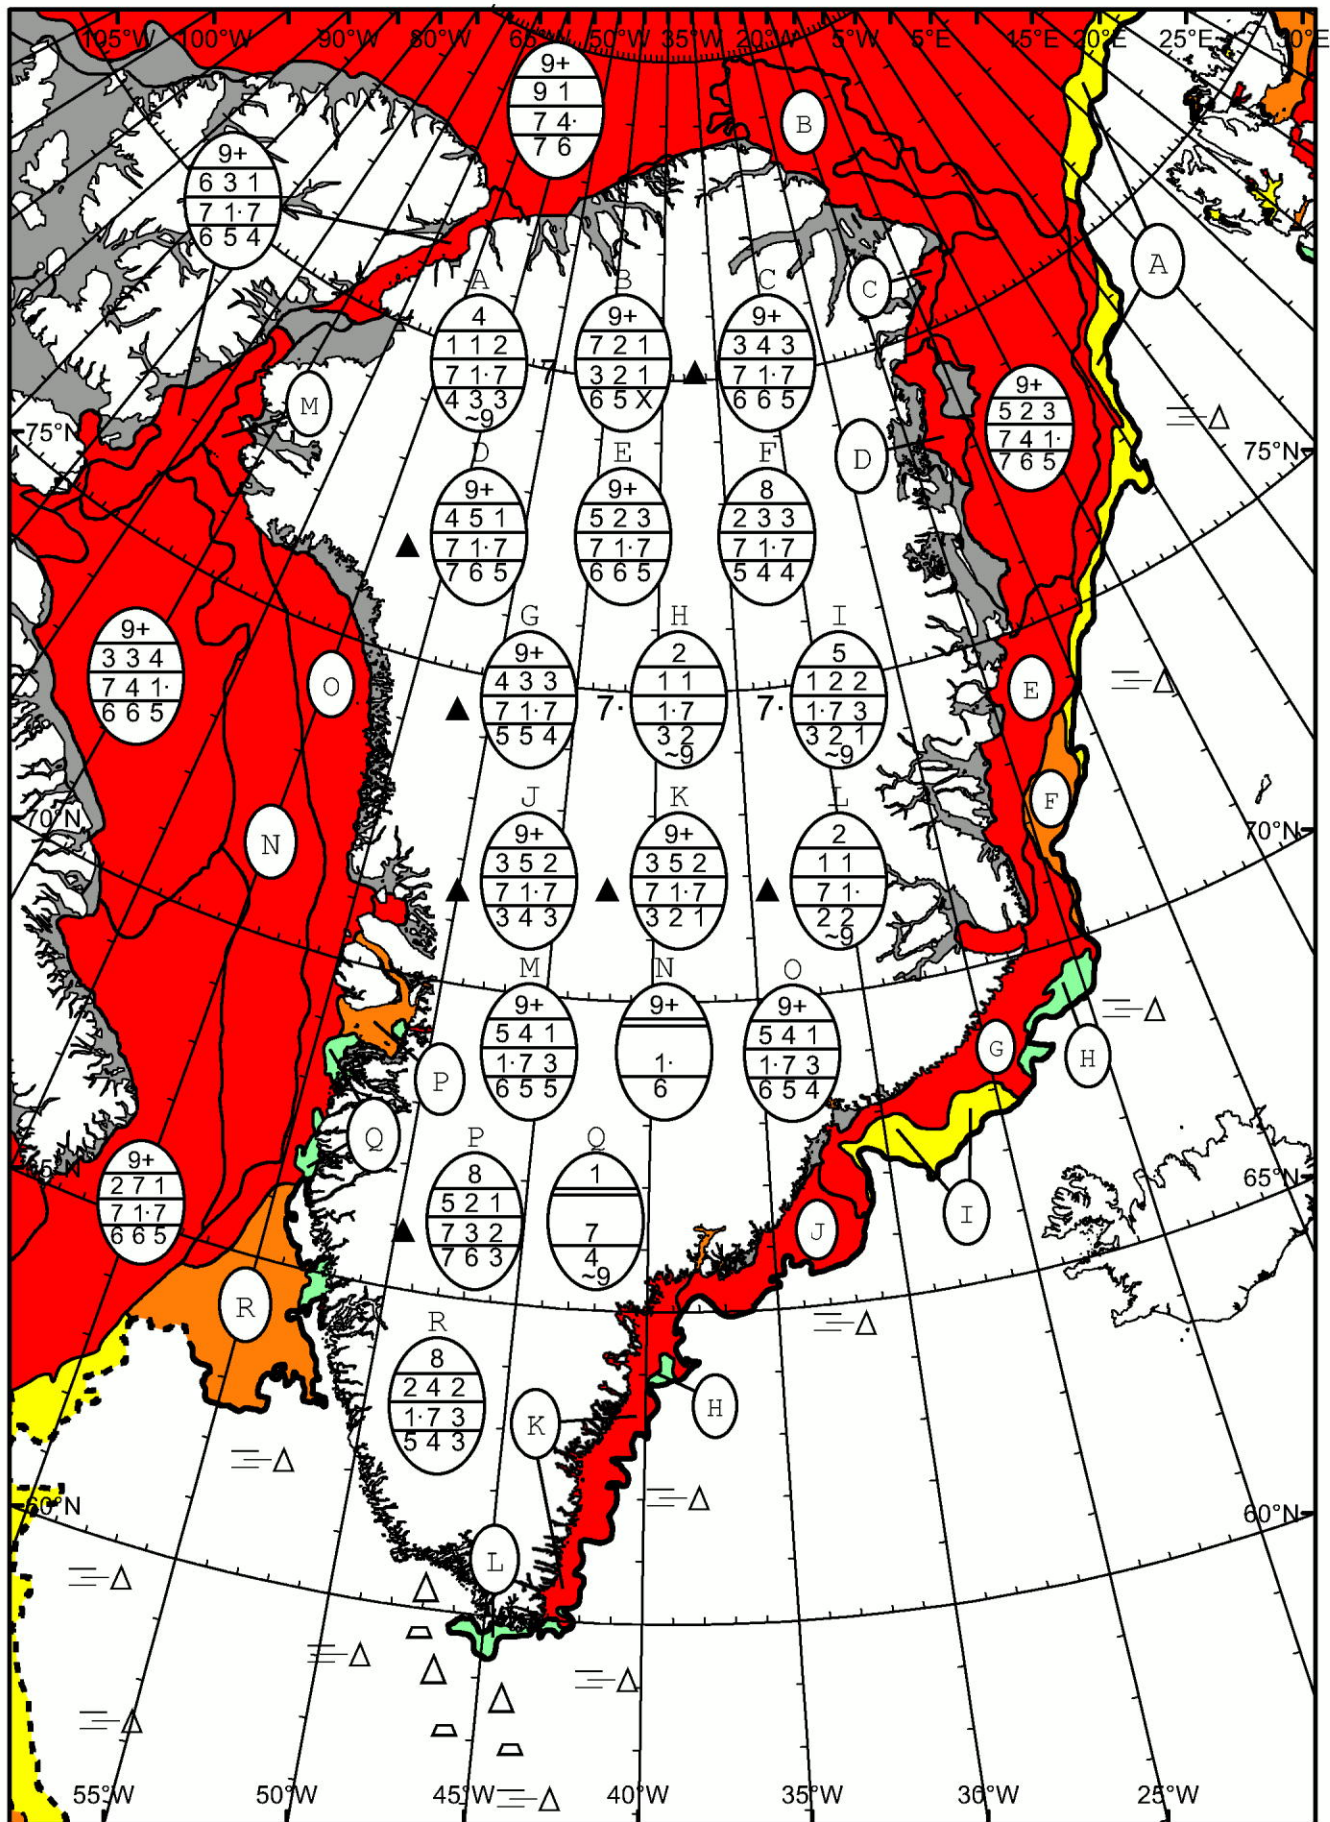 105°W 100°W 90°W 80°W 65°W 50°W 35°W 20°W 5°W 5°E 15°E 20°E 25°E 30°E
9+
9 1
7 4·
7 6
B
9+
6 3 1
7 1·7
6 5 4
A
C
A B C
4
1 1 2
7 1·7
4 3 3
~9
7
9+
7 2 1
3 2 1
6 5 X
9+
3 4 3
7 1·7
6 6 5
M
9+
5 2 3
7 4 1·
7 6 5
75°N
75°N
D
D E F
9+
4 5 1
7 1·7
7 6 5
9+
5 2 3
7 1·7
6 6 5
8
2 3 3
7 1·7
5 4 4
G H I
9+
3 3 4
7 4 1·
6 6 5
O
9+
4 3 3
7 1·7
5 5 4
7·
2
1 1
1·7
3 2
~9
7·
5
1 2 2
1·7 3
3 2 1
~9
E
F
J K L
70°N
70°N
N
9+
3 5 2
7 1·7
3 4 3
9+
3 5 2
7 1·7
3 2 1
2
1 1
7 1·
2 2
~9
M N O
9+
5 4 1
1·7 3
6 5 5
9+
1·
6
9+
5 4 1
1·7 3
6 5 4
G
H
P
Q
P Q
65°N
65°N
9+
2 7 1
7 1·7
6 6 5
8
5 2 1
7 3 2
7 6 3
1
7
4
~9
I
J
R
R
8
2 4 2
1·7 3
5 4 3
H
K
60°N
60°N
L
55°W 50°W 45°W 40°W 35°W 30°W 25°W